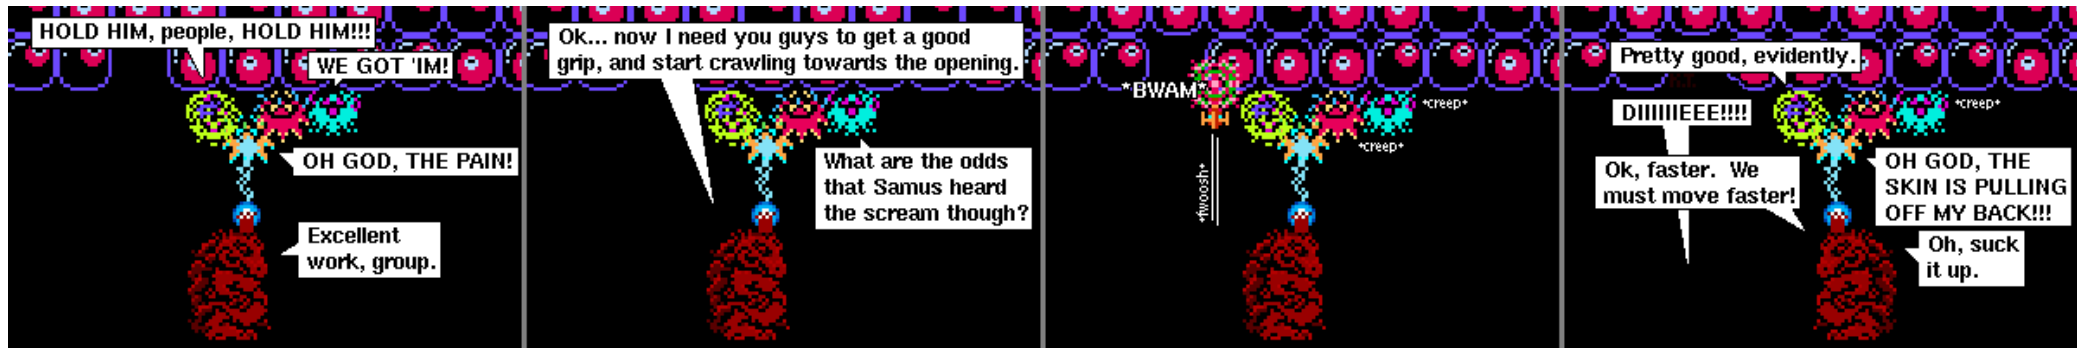 HOLD HIM, people, HOLD HIM!!!
WE GOT 'IM!
OH GOD, THE PAIN!
Excellent
work, group.
Ok... now I need you guys to get a good
grip, and start crawling towards the opening.
What are the odds
that Samus heard
the scream though?
*BWAM*
*creep*
*creep*
*fwoosh*
Pretty good, evidently.
*creep*
DIIIIIIEEE!!!!
Ok, faster. We
must move faster!
OH GOD, THE
SKIN IS PULLING
OFF MY BACK!!!
Oh, suck
it up.